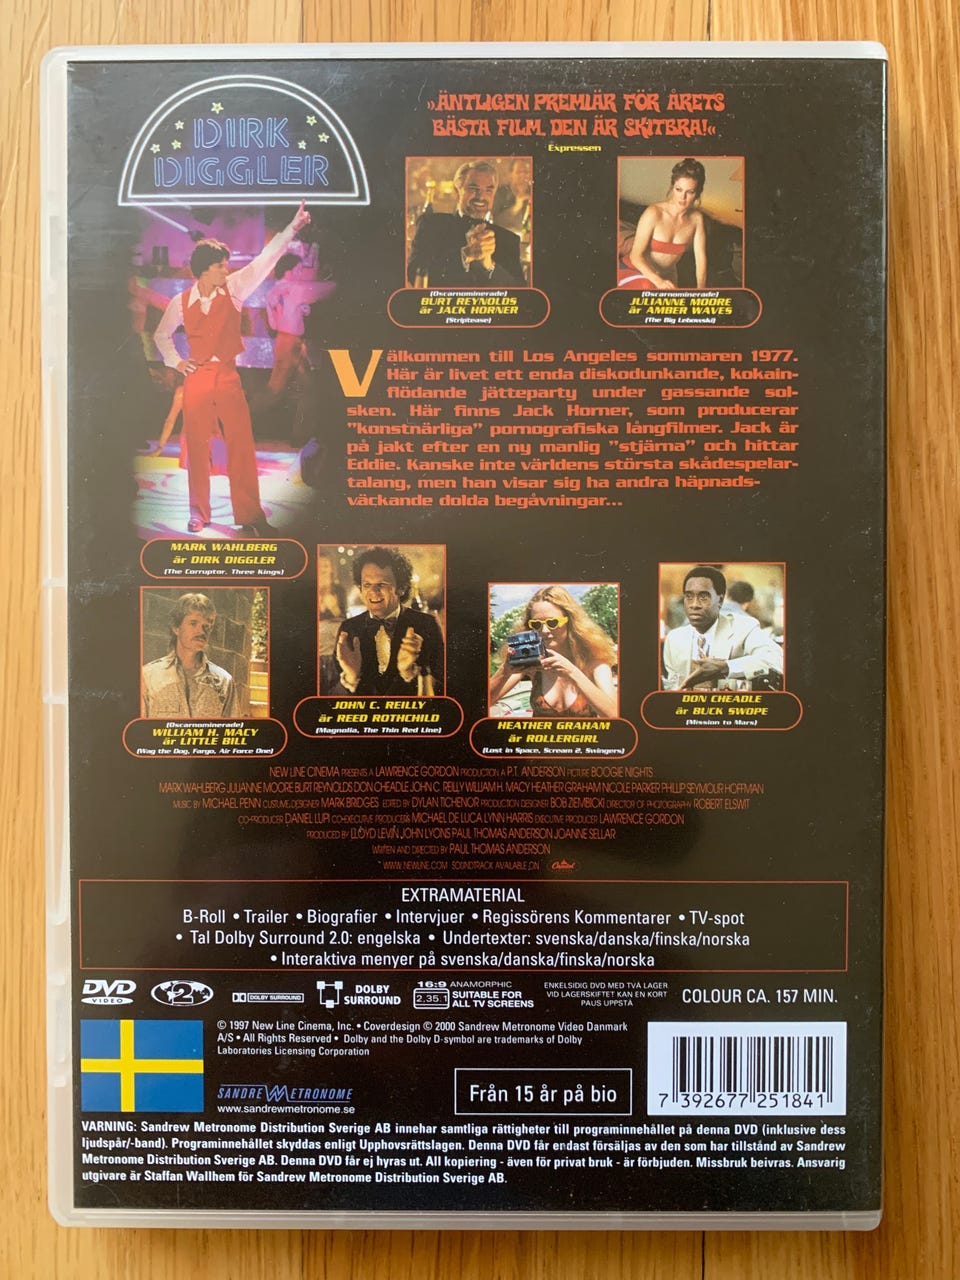 DIRK
DIGGLER
»ÄNTLIGEN PREMIÄR FÖR ÅRETS
BÄSTA FILM. DEN ÄR SKITBRA!«
Expressen
(Oscarnominerade)
BURT REYNOLDS
är JACK HORNER
(Striptease)
(Oscarnominerade)
JULIANNE MOORE
är AMBER WAVES
(The Big Lebowski)
Välkommen till Los Angeles sommaren 1977.
Här är livet ett enda diskodunkande, kokain-
flödande jätteparty under gassande sol-
sken. Här finns Jack Horner, som producerar
"konstnärliga" pornografiska långfilmer. Jack är
på jakt efter en ny manlig "stjärna" och hittar
Eddie. Kanske inte världens största skådespelar-
talang, men han visar sig ha andra häpnads-
väckande dolda begåvningar...
MARK WAHLBERG
är DIRK DIGGLER
(The Corruptor, Three Kings)
(Oscarnominerade)
WILLIAM H. MACY
är LITTLE BILL
(Wag the Dog, Fargo, Air Force One)
JOHN C. REILLY
är REED ROTHCHILD
(Magnolia, The Thin Red Line)
HEATHER GRAHAM
är ROLLERGIRL
(Lost in Space, Scream 2, Swingers)
DON CHEADLE
är BUCK SWOPE
(Mission to Mars)
NEW LINE CINEMA PRESENTS A LAWRENCE GORDON PRODUCTION A P.T. ANDERSON PICTURE BOOGIE NIGHTS
MARK WAHLBERG JULIANNE MOORE BURT REYNOLDS DON CHEADLE JOHN C. REILLY WILLIAM H. MACY HEATHER GRAHAM NICOLE PARKER PHILLIP SEYMOUR HOFFMAN
MUSIC BY MICHAEL PENN COSTUME DESIGNER MARK BRIDGES EDITED BY DYLAN TICHENOR PRODUCTION DESIGNER BOB ZIEMBICKI DIRECTOR OF PHOTOGRAPHY ROBERT ELSWIT
CO-PRODUCER DANIEL LUPI CO-EXECUTIVE PRODUCERS MICHAEL DE LUCA LYNN HARRIS EXECUTIVE PRODUCER LAWRENCE GORDON
PRODUCED BY LLOYD LEVIN JOHN LYONS PAUL THOMAS ANDERSON JOANNE SELLAR
WRITTEN AND DIRECTED BY PAUL THOMAS ANDERSON
WWW.NEWLINE.COM SOUNDTRACK AVAILABLE ON Capitol
EXTRAMATERIAL
B-Roll • Trailer • Biografier • Intervjuer • Regissörens Kommentarer • TV-spot
• Tal Dolby Surround 2.0: engelska • Undertexter: svenska/danska/finska/norska
• Interaktiva menyer på svenska/danska/finska/norska
DVD VIDEO
2
DOLBY SURROUND
DOLBY SURROUND
16:9 ANAMORPHIC
2.35:1 SUITABLE FOR ALL TV SCREENS
ENKELSIDIG DVD MED TVÅ LAGER
VID LAGERSKIFTET KAN EN KORT
PAUS UPPSTÅ
COLOUR CA. 157 MIN.
© 1997 New Line Cinema, Inc. • Coverdesign © 2000 Sandrew Metronome Video Danmark
A/S • All Rights Reserved • Dolby and the Dolby D-symbol are trademarks of Dolby
Laboratories Licensing Corporation
SANDREW METRONOME
www.sandrewmetronome.se
Från 15 år på bio
7 392677 251841
VARNING: Sandrew Metronome Distribution Sverige AB innehar samtliga rättigheter till programinnehållet på denna DVD (inklusive dess
ljudspår/-band). Programinnehållet skyddas enligt Upphovsrättslagen. Denna DVD får endast försäljas av den som har tillstånd av Sandrew
Metronome Distribution Sverige AB. Denna DVD får ej hyras ut. All kopiering - även för privat bruk - är förbjuden. Missbruk beivras. Ansvarig
utgivare är Staffan Wallhem för Sandrew Metronome Distribution Sverige AB.